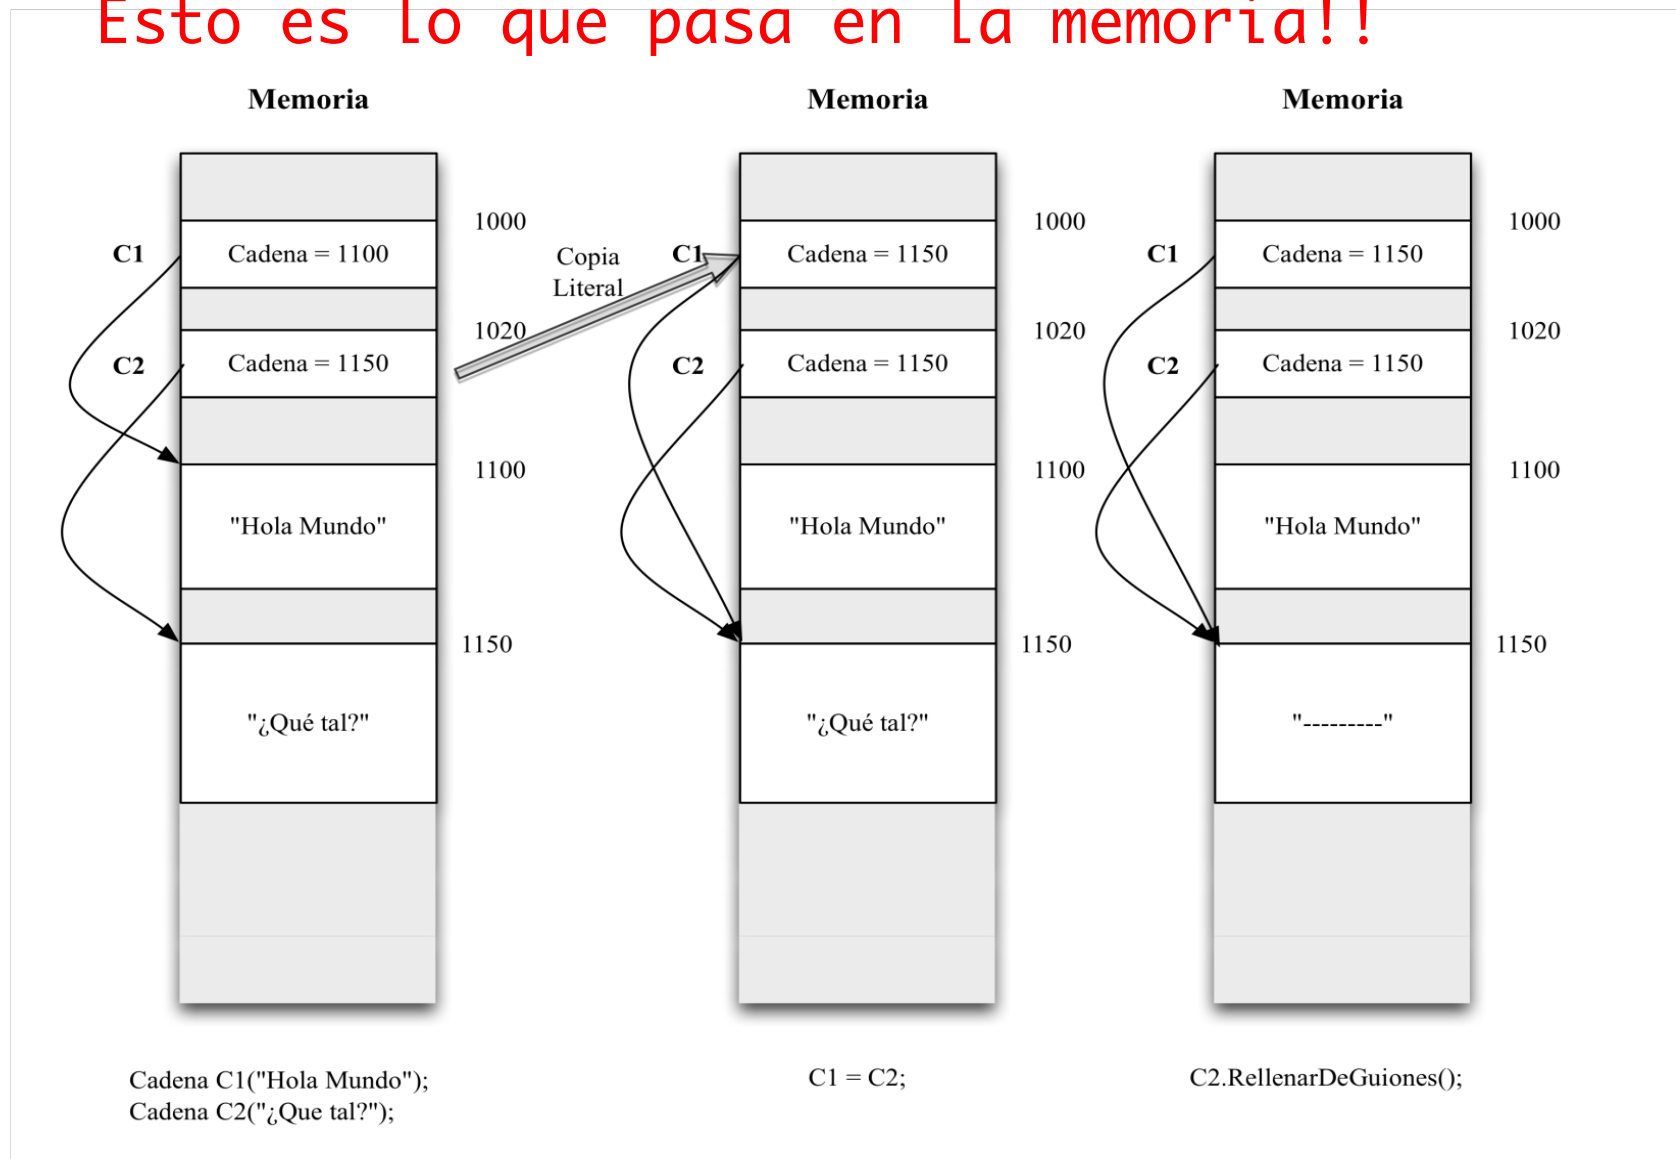 Esto es lo que pasa en la memoria!!
Memoria
1000
C1
Cadena = 1100
1020
C2
Cadena = 1150
1100
"Hola Mundo"
1150
"¿Qué tal?"
Cadena C1("Hola Mundo");
Cadena C2("¿Que tal?");
Copia
Literal
Memoria
1000
C1
Cadena = 1150
1020
C2
Cadena = 1150
1100
"Hola Mundo"
1150
"¿Qué tal?"
C1 = C2;
Memoria
1000
C1
Cadena = 1150
1020
C2
Cadena = 1150
1100
"Hola Mundo"
1150
"---------"
C2.RellenarDeGuiones();